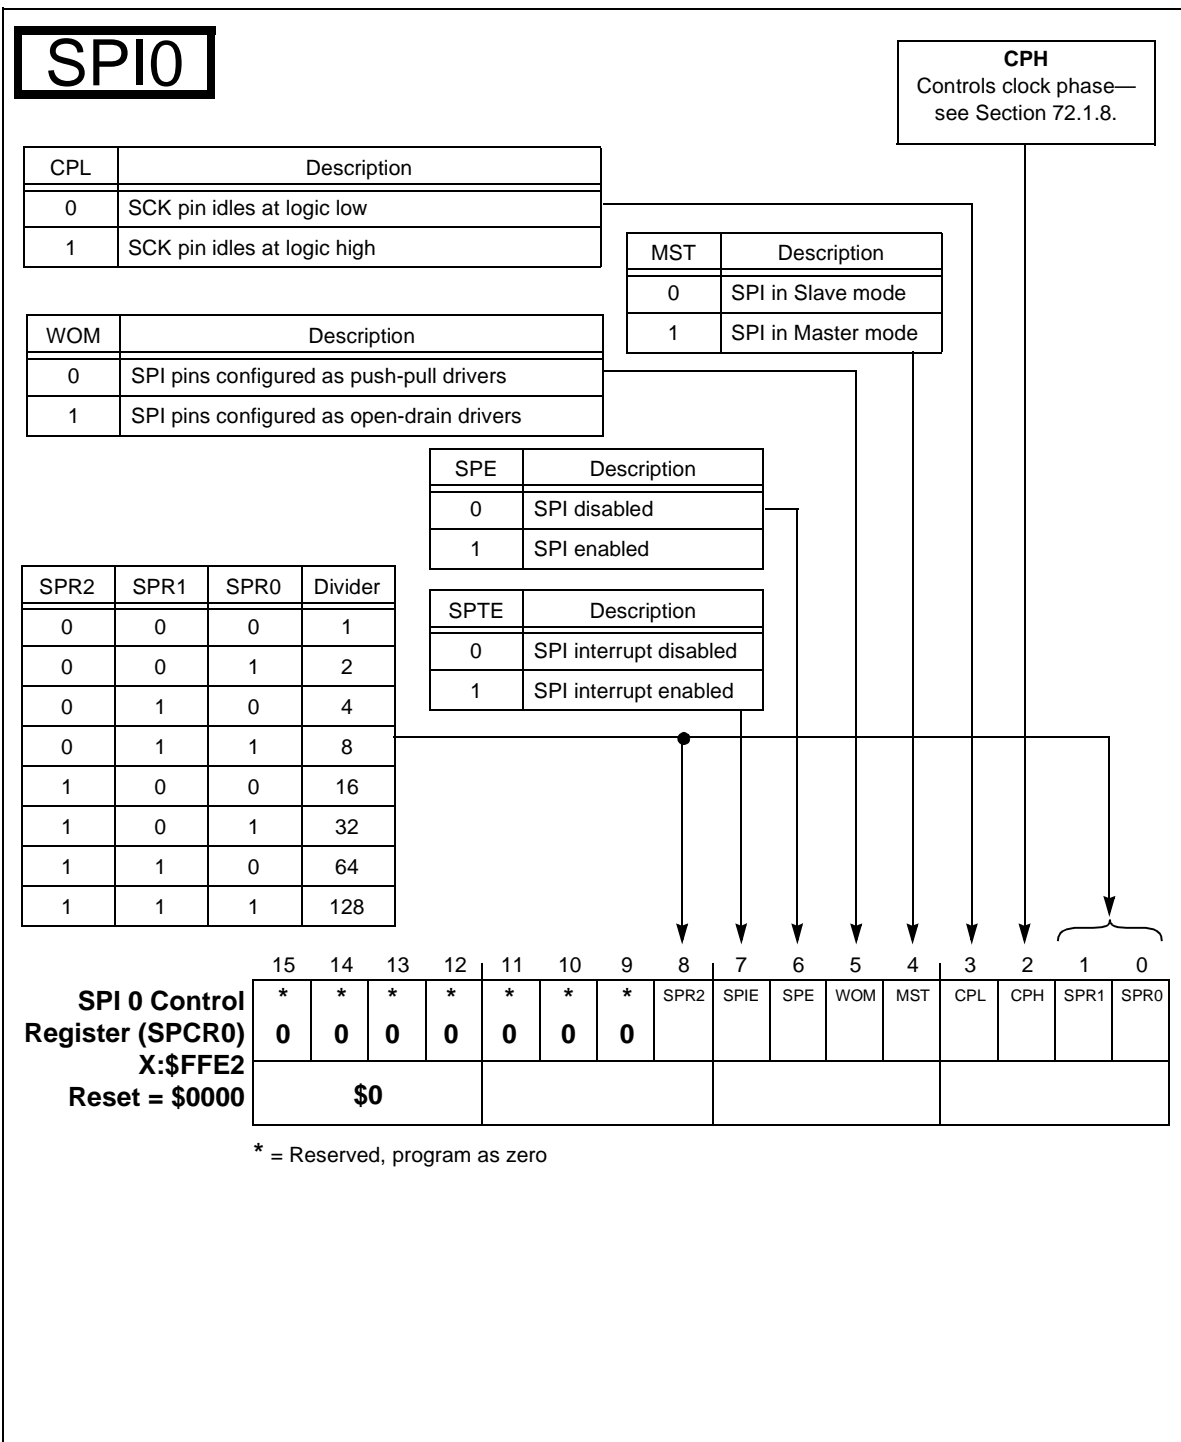 SPI0
CPH
Controls clock phase—
see Section 72.1.8.
CPL Description
0 SCK pin idles at logic low
1 SCK pin idles at logic high
MST Description
0 SPI in Slave mode
1 SPI in Master mode
WOM Description
0 SPI pins configured as push-pull drivers
1 SPI pins configured as open-drain drivers
SPE Description
0 SPI disabled
1 SPI enabled
SPR2 SPR1 SPR0 Divider
0 0 0 1
0 0 1 2
0 1 0 4
0 1 1 8
1 0 0 16
1 0 1 32
1 1 0 64
1 1 1 128
SPTE Description
0 SPI interrupt disabled
1 SPI interrupt enabled
15 14 13 12 11 10 9 8 7 6 5 4 3 2 1 0
SPI 0 Control
Register (SPCR0)
X:$FFE2
Reset = $0000
* * * * * * * SPR2 SPIE SPE WOM MST CPL CPH SPR1 SPR0
0 0 0 0 0 0 0
$0
* = Reserved, program as zero